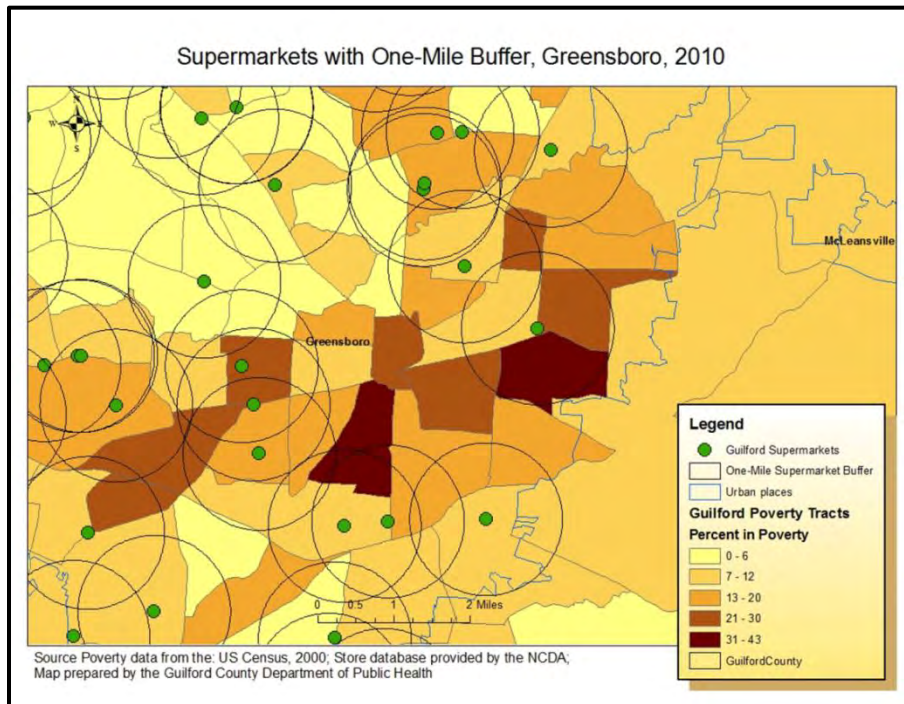 Supermarkets with One-Mile Buffer, Greensboro, 2010
N
W E
S
McLeansville
Greensboro
Legend
Guilford Supermarkets
One-Mile Supermarket Buffer
Urban places
Guilford Poverty Tracts
Percent in Poverty
0 - 6
7 - 12
13 - 20
21 - 30
31 - 43
GuilfordCounty
0 0.5 1 2 Miles
Source Poverty data from the: US Census, 2000; Store database provided by the NCDA;
Map prepared by the Guilford County Department of Public Health